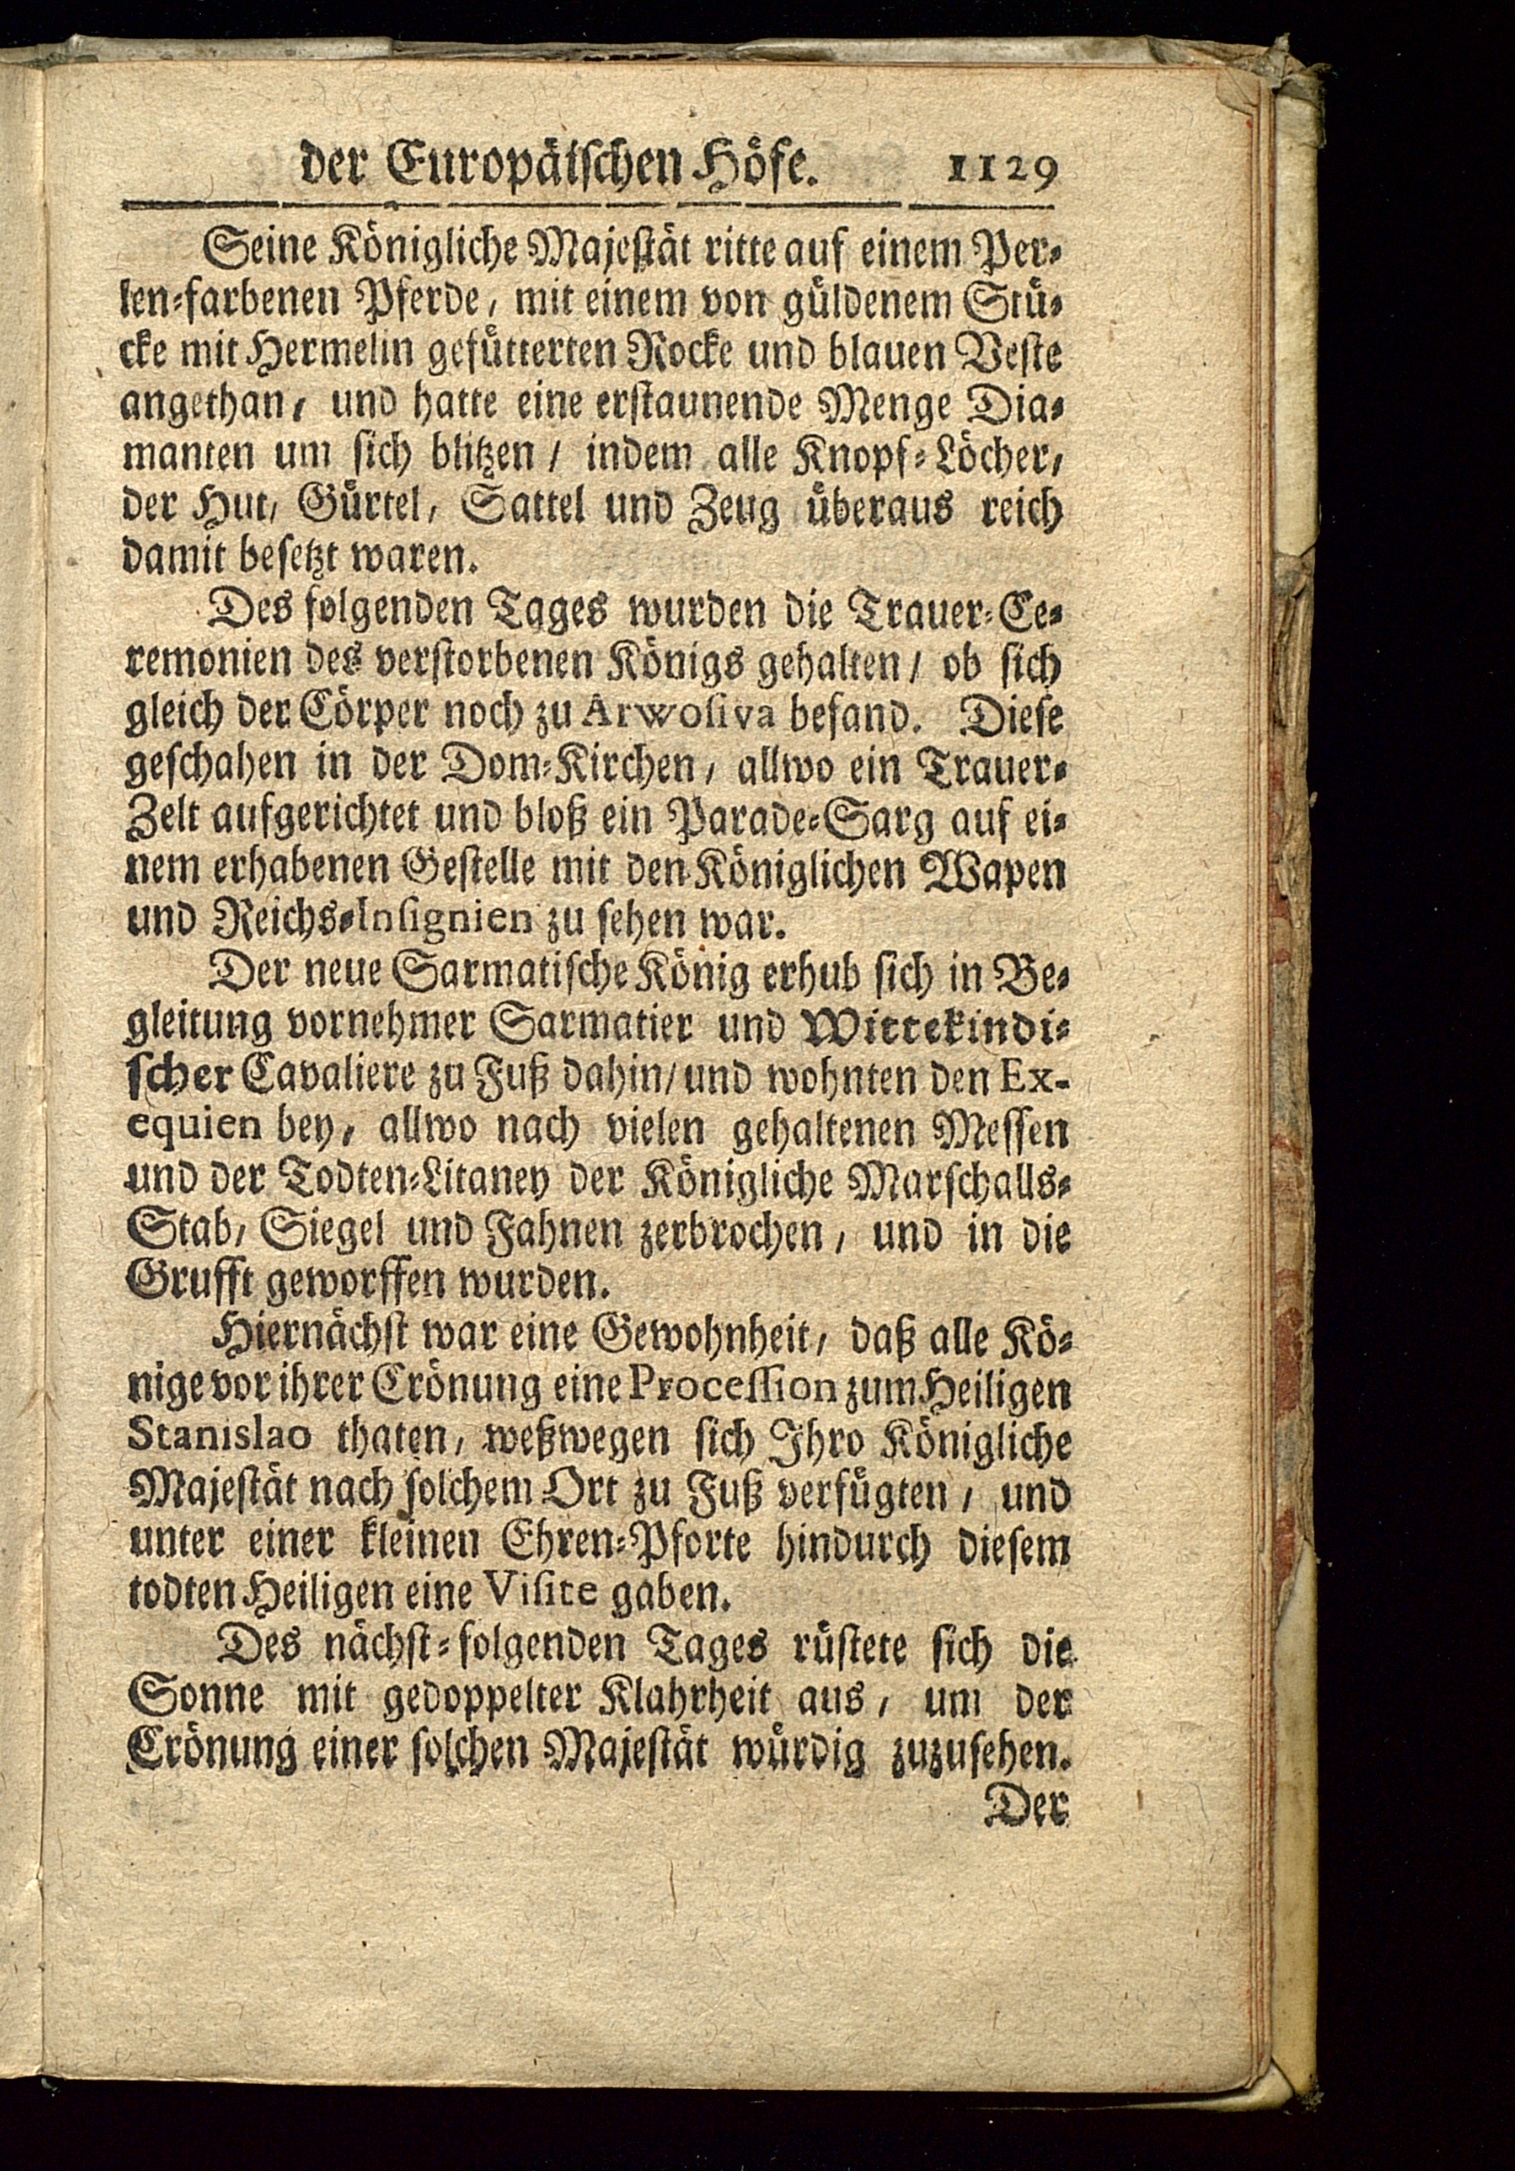 der Europäischen Höfe. 1129
Seine Königliche Majestät ritte auf einem Per-
len-farbenen Pferde, mit einem von güldenem Stü-
cke mit Hermelin gefütterten Rocke und blauen Veste
angethan, und hatte eine erstaunende Menge Dia-
manten um sich blitzen / indem alle Knopf-Löcher,
der Hut, Gürtel, Sattel und Zeug überaus reich
damit besetzt waren.
Des folgenden Tages wurden die Trauer-Ce-
remonien des verstorbenen Königs gehalten / ob sich
gleich der Cörper noch zu Arwosiva befand. Diese
geschahen in der Dom-Kirchen, allwo ein Trauer-
Zelt aufgerichtet und bloß ein Parade-Sarg auf ei-
nem erhabenen Gestelle mit den Königlichen Wapen
und Reichs-Insignien zu sehen war.
Der neue Sarmatische König erhub sich in Be-
gleitung vornehmer Sarmatier und Wittekindi-
scher Cavaliere zu Fuß dahin / und wohnten den Ex-
equien bey, allwo nach vielen gehaltenen Messen
und der Todten-Litaney der Königliche Marschalls-
Stab, Siegel und Fahnen zerbrochen, und in die
Grufft geworffen wurden.
Hiernächst war eine Gewohnheit, daß alle Kö-
nige vor ihrer Crönung eine Procession zum Heiligen
Stanislao thaten, weßwegen sich Ihro Königliche
Majestät nach solchem Ort zu Fuß verfügten, und
unter einer kleinen Ehren-Pforte hindurch diesem
todten Heiligen eine Visite gaben.
Des nächst-folgenden Tages rüstete sich die
Sonne mit gedoppelter Klahrheit aus, um der
Crönung einer solchen Majestät würdig zuzusehen.
Der